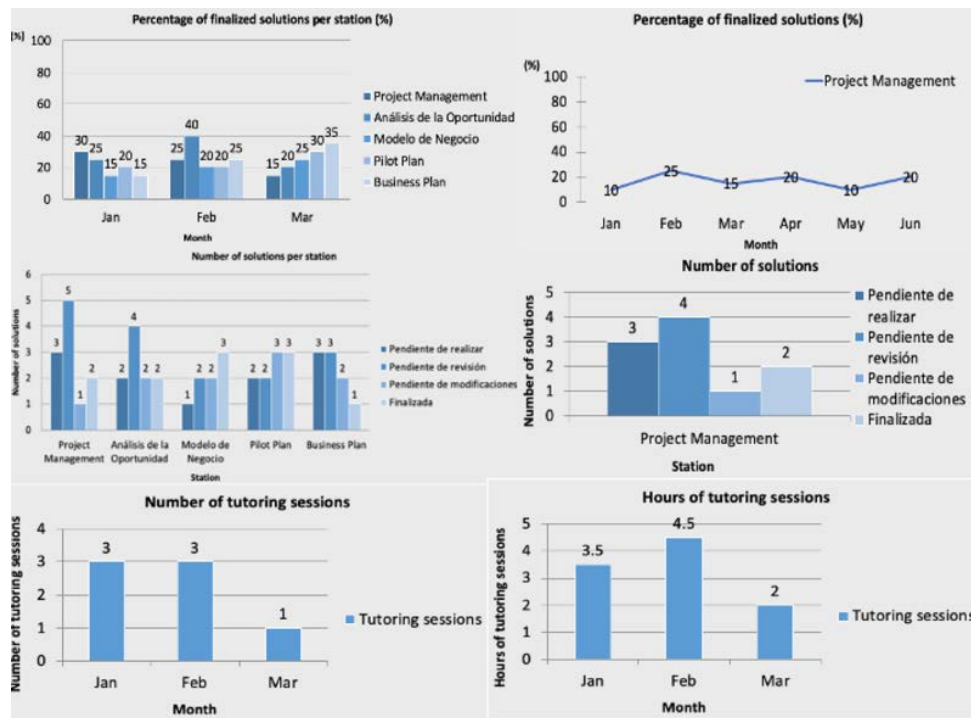 Percentage of finalized solutions per station (%)
(%)
100
80
60
40
20
0
30 25 15 20 15
25 40 20 20 25
15 20 25 30 35
Jan Feb Mar
Month
Project Management
Análisis de la Oportunidad
Modelo de Negocio
Pilot Plan
Business Plan
Percentage of finalized solutions (%)
(%)
100
80
60
40
20
0
10 25 15 20 10 20
Jan Feb Mar Apr May Jun
Month
Project Management
Number of solutions per station
Number of solutions
6
5
4
3
2
1
0
3 5 1 2
2 4 2 2
1 2 2 3
2 2 3 3
3 3 2 1
Project Management
Análisis de la Oportunidad
Modelo de Negocio
Pilot Plan
Business Plan
Station
Pendiente de realizar
Pendiente de revisión
Pendiente de modificaciones
Finalizada
Number of solutions
Number of solutions
5
4
3
2
1
0
3 4 1 2
Project Management
Station
Pendiente de
realizar
Pendiente de
revisión
Pendiente de
modificaciones
Finalizada
Number of tutoring sessions
Number of tutoring sessions
4
3
2
1
0
3 3 1
Jan Feb Mar
Month
Tutoring sessions
Hours of tutoring sessions
Hours of tutoring sessions
5
4
3
2
1
0
3.5 4.5 2
Jan Feb Mar
Month
Tutoring sessions